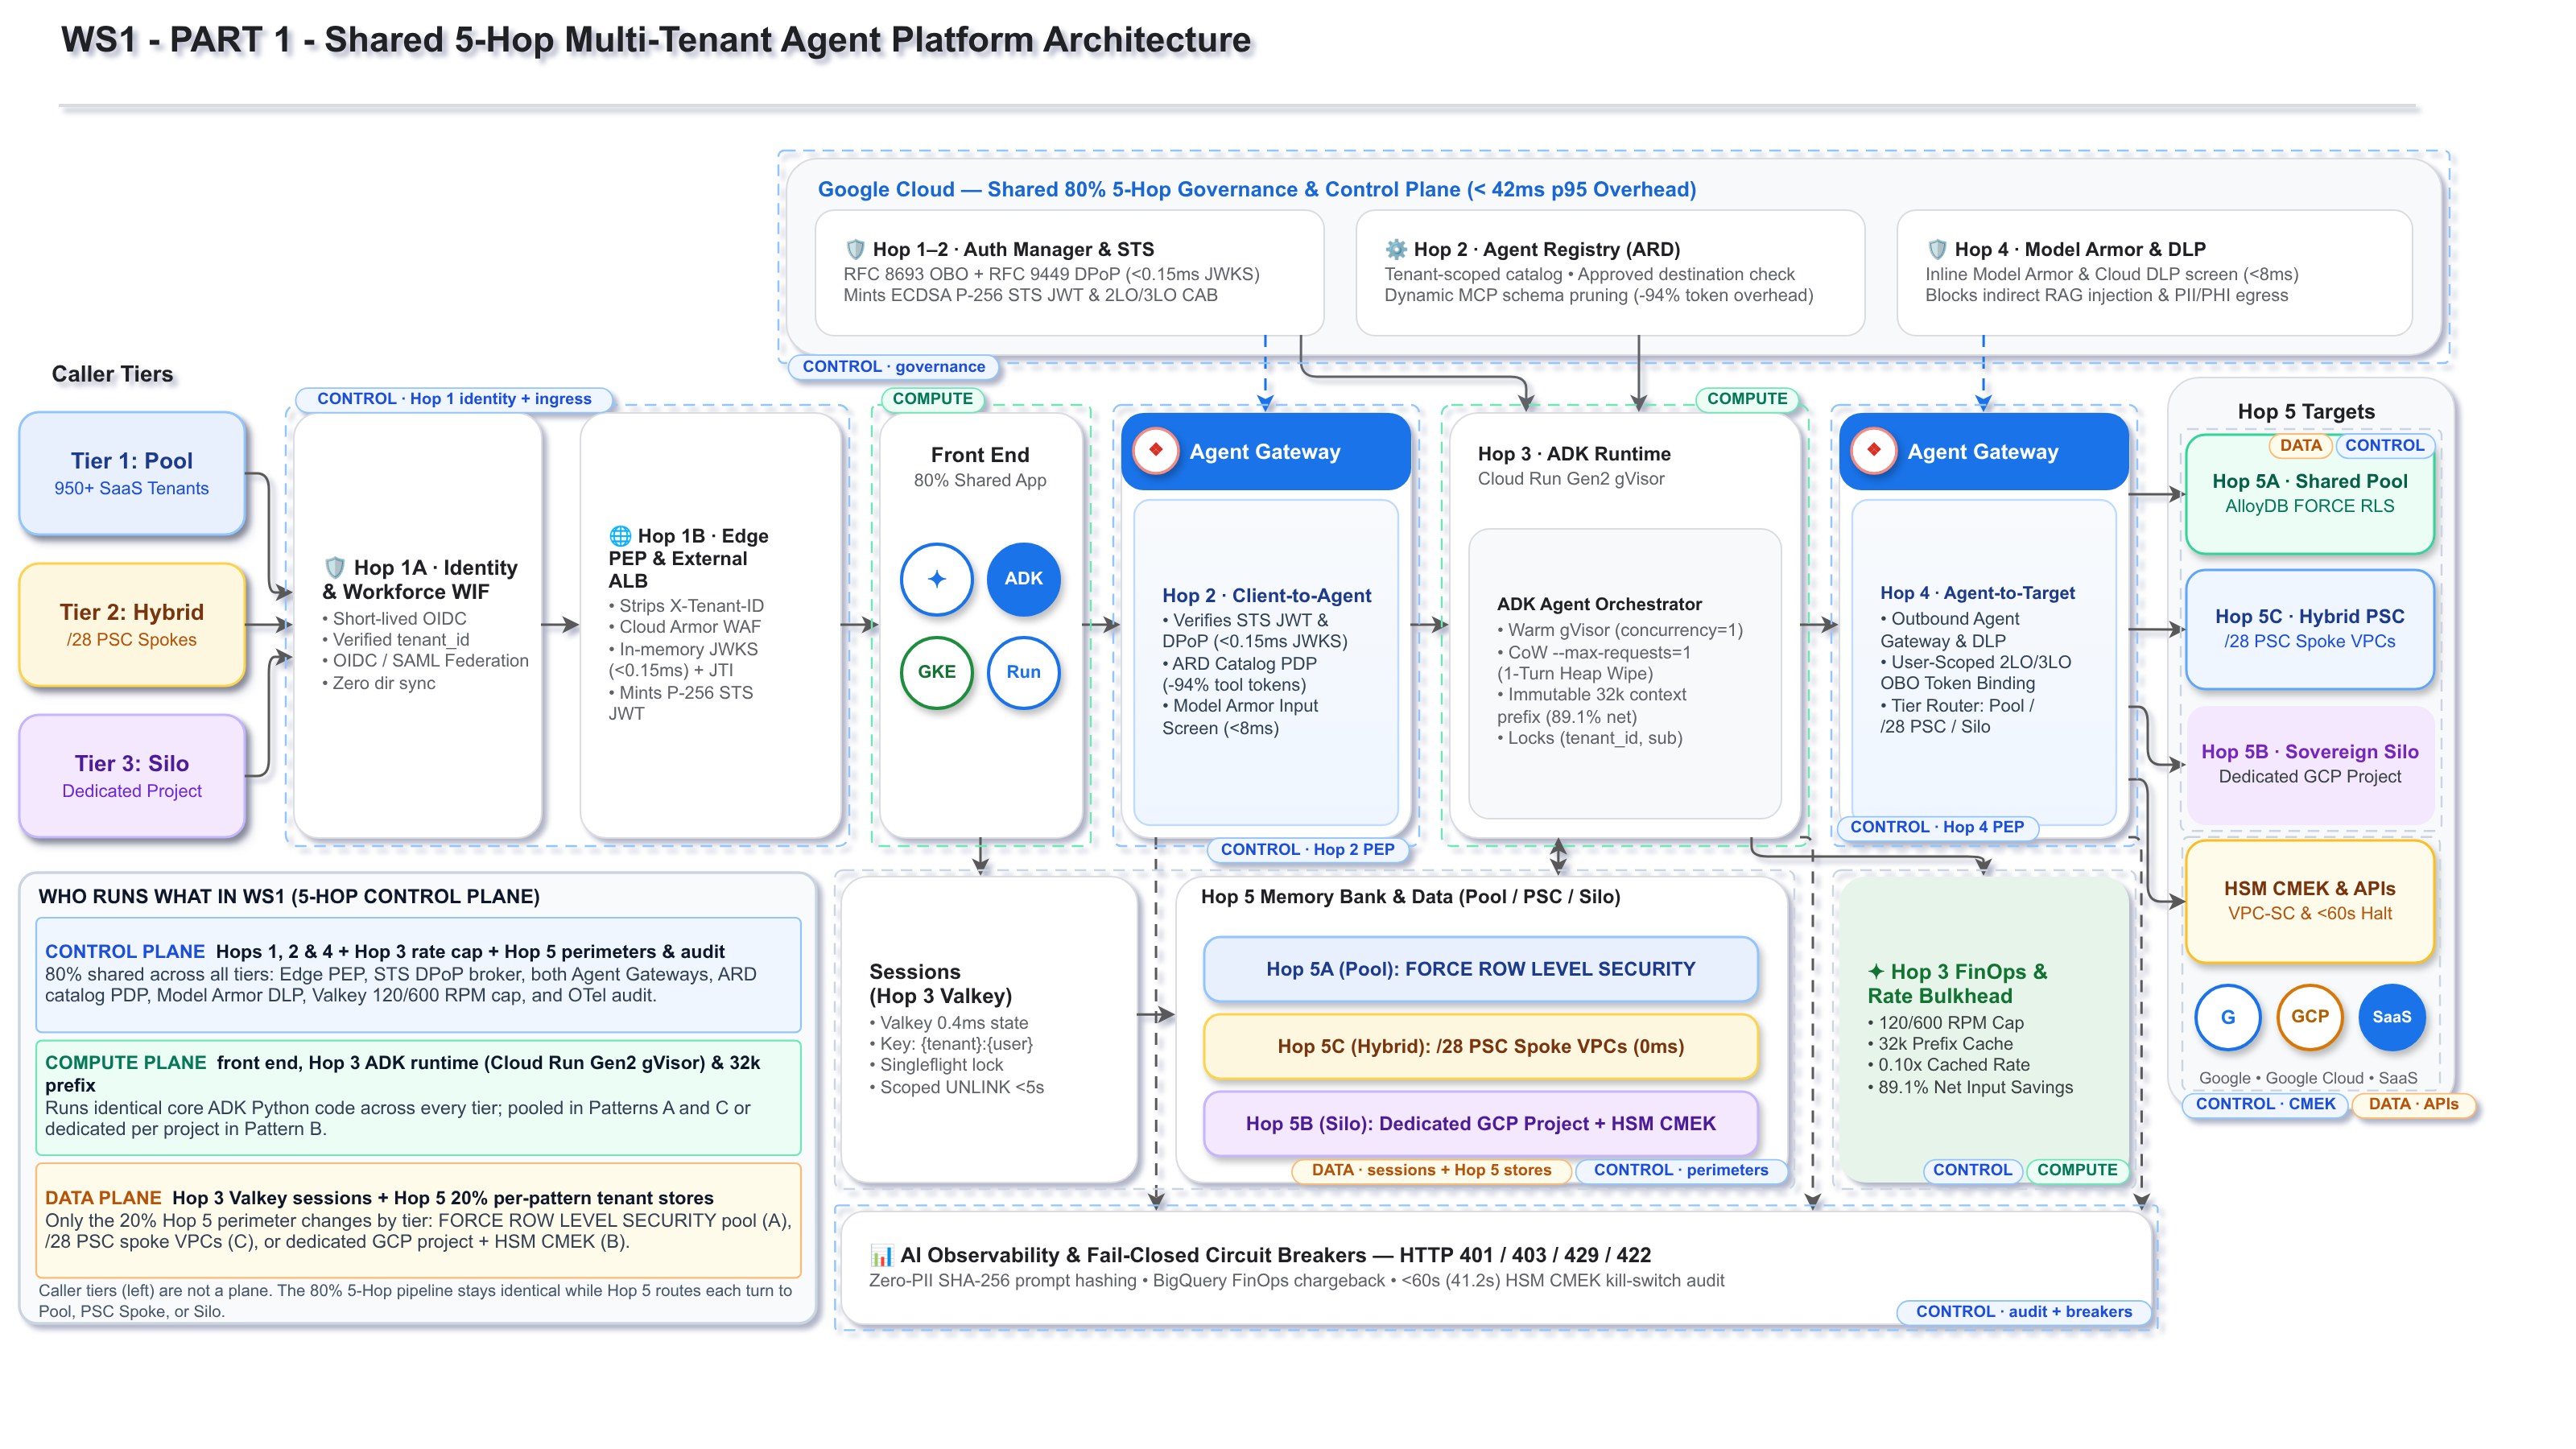 WS1 - PART 1 - Shared 5-Hop Multi-Tenant Agent Platform Architecture
Google Cloud — Shared 80% 5-Hop Governance & Control Plane (< 42ms p95 Overhead)
🛡️ Hop 1–2 · Auth Manager & STS
RFC 8693 OBO + RFC 9449 DPoP (<0.15ms JWKS)
Mints ECDSA P-256 STS JWT & 2LO/3LO CAB
⚙️ Hop 2 · Agent Registry (ARD)
Tenant-scoped catalog • Approved destination check
Dynamic MCP schema pruning (-94% token overhead)
🛡️ Hop 4 · Model Armor & DLP
Inline Model Armor & Cloud DLP screen (<8ms)
Blocks indirect RAG injection & PII/PHI egress
CONTROL · governance
Caller Tiers
Tier 1: Pool
950+ SaaS Tenants
Tier 2: Hybrid
/28 PSC Spokes
Tier 3: Silo
Dedicated Project
CONTROL · Hop 1 identity + ingress
🛡️ Hop 1A · Identity
& Workforce WIF
• Short-lived OIDC
• Verified tenant_id
• OIDC / SAML Federation
• Zero dir sync
🌐 Hop 1B · Edge
PEP & External
ALB
• Strips X-Tenant-ID
• Cloud Armor WAF
• In-memory JWKS
(<0.15ms) + JTI
• Mints P-256 STS
JWT
COMPUTE
Front End
80% Shared App
✦
ADK
GKE
Run
Agent Gateway
Hop 2 · Client-to-Agent
• Verifies STS JWT &
DPoP (<0.15ms JWKS)
• ARD Catalog PDP
(-94% tool tokens)
• Model Armor Input
Screen (<8ms)
CONTROL · Hop 2 PEP
COMPUTE
Hop 3 · ADK Runtime
Cloud Run Gen2 gVisor
ADK Agent Orchestrator
• Warm gVisor (concurrency=1)
• CoW --max-requests=1
(1-Turn Heap Wipe)
• Immutable 32k context
prefix (89.1% net)
• Locks (tenant_id, sub)
Agent Gateway
Hop 4 · Agent-to-Target
• Outbound Agent
Gateway & DLP
• User-Scoped 2LO/3LO
OBO Token Binding
• Tier Router: Pool /
/28 PSC / Silo
CONTROL · Hop 4 PEP
Hop 5 Targets
DATA
CONTROL
Hop 5A · Shared Pool
AlloyDB FORCE RLS
Hop 5C · Hybrid PSC
/28 PSC Spoke VPCs
Hop 5B · Sovereign Silo
Dedicated GCP Project
HSM CMEK & APIs
VPC-SC & <60s Halt
G
GCP
SaaS
Google • Google Cloud • SaaS
CONTROL · CMEK
DATA · APIs
WHO RUNS WHAT IN WS1 (5-HOP CONTROL PLANE)
CONTROL PLANE Hops 1, 2 & 4 + Hop 3 rate cap + Hop 5 perimeters & audit
80% shared across all tiers: Edge PEP, STS DPoP broker, both Agent Gateways, ARD
catalog PDP, Model Armor DLP, Valkey 120/600 RPM cap, and OTel audit.
COMPUTE PLANE front end, Hop 3 ADK runtime (Cloud Run Gen2 gVisor) & 32k
prefix
Runs identical core ADK Python code across every tier; pooled in Patterns A and C or
dedicated per project in Pattern B.
DATA PLANE Hop 3 Valkey sessions + Hop 5 20% per-pattern tenant stores
Only the 20% Hop 5 perimeter changes by tier: FORCE ROW LEVEL SECURITY pool (A),
/28 PSC spoke VPCs (C), or dedicated GCP project + HSM CMEK (B).
Caller tiers (left) are not a plane. The 80% 5-Hop pipeline stays identical while Hop 5 routes each turn to
Pool, PSC Spoke, or Silo.
Sessions
(Hop 3 Valkey)
• Valkey 0.4ms state
• Key: {tenant}:{user}
• Singleflight lock
• Scoped UNLINK <5s
Hop 5 Memory Bank & Data (Pool / PSC / Silo)
Hop 5A (Pool): FORCE ROW LEVEL SECURITY
Hop 5C (Hybrid): /28 PSC Spoke VPCs (0ms)
Hop 5B (Silo): Dedicated GCP Project + HSM CMEK
DATA · sessions + Hop 5 stores
CONTROL · perimeters
✦ Hop 3 FinOps &
Rate Bulkhead
• 120/600 RPM Cap
• 32k Prefix Cache
• 0.10x Cached Rate
• 89.1% Net Input Savings
CONTROL
COMPUTE
📊 AI Observability & Fail-Closed Circuit Breakers — HTTP 401 / 403 / 429 / 422
Zero-PII SHA-256 prompt hashing • BigQuery FinOps chargeback • <60s (41.2s) HSM CMEK kill-switch audit
CONTROL · audit + breakers